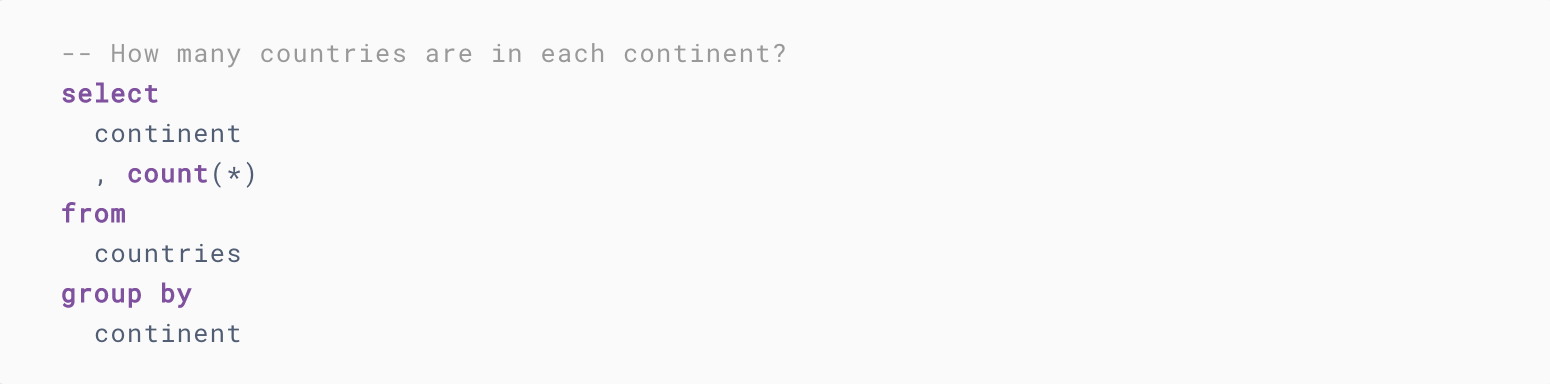 -- How many countries are in each continent?
select
  continent
  , count(*)
from
  countries
group by
  continent